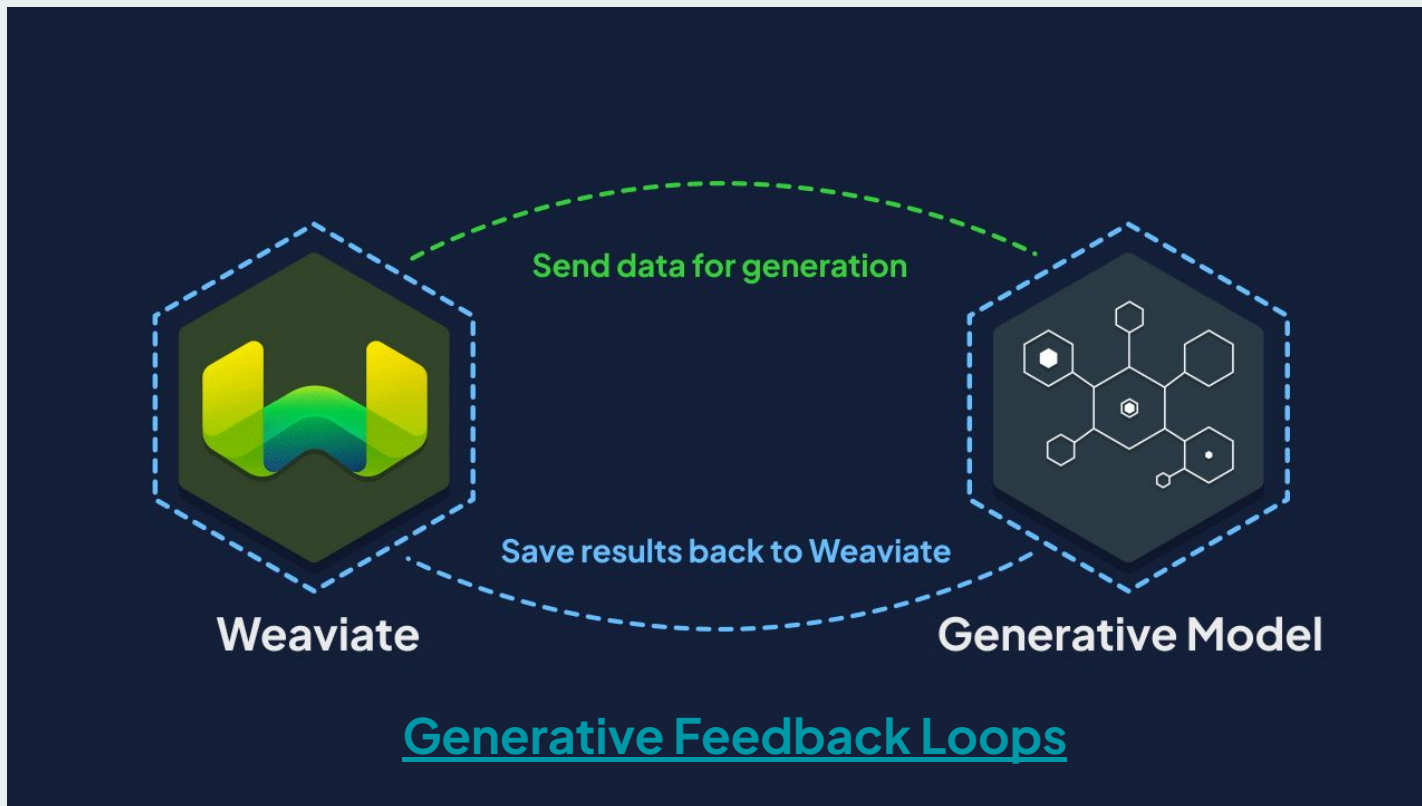 Send data for generation
Save results back to Weaviate
Weaviate
Generative Model
Generative Feedback Loops